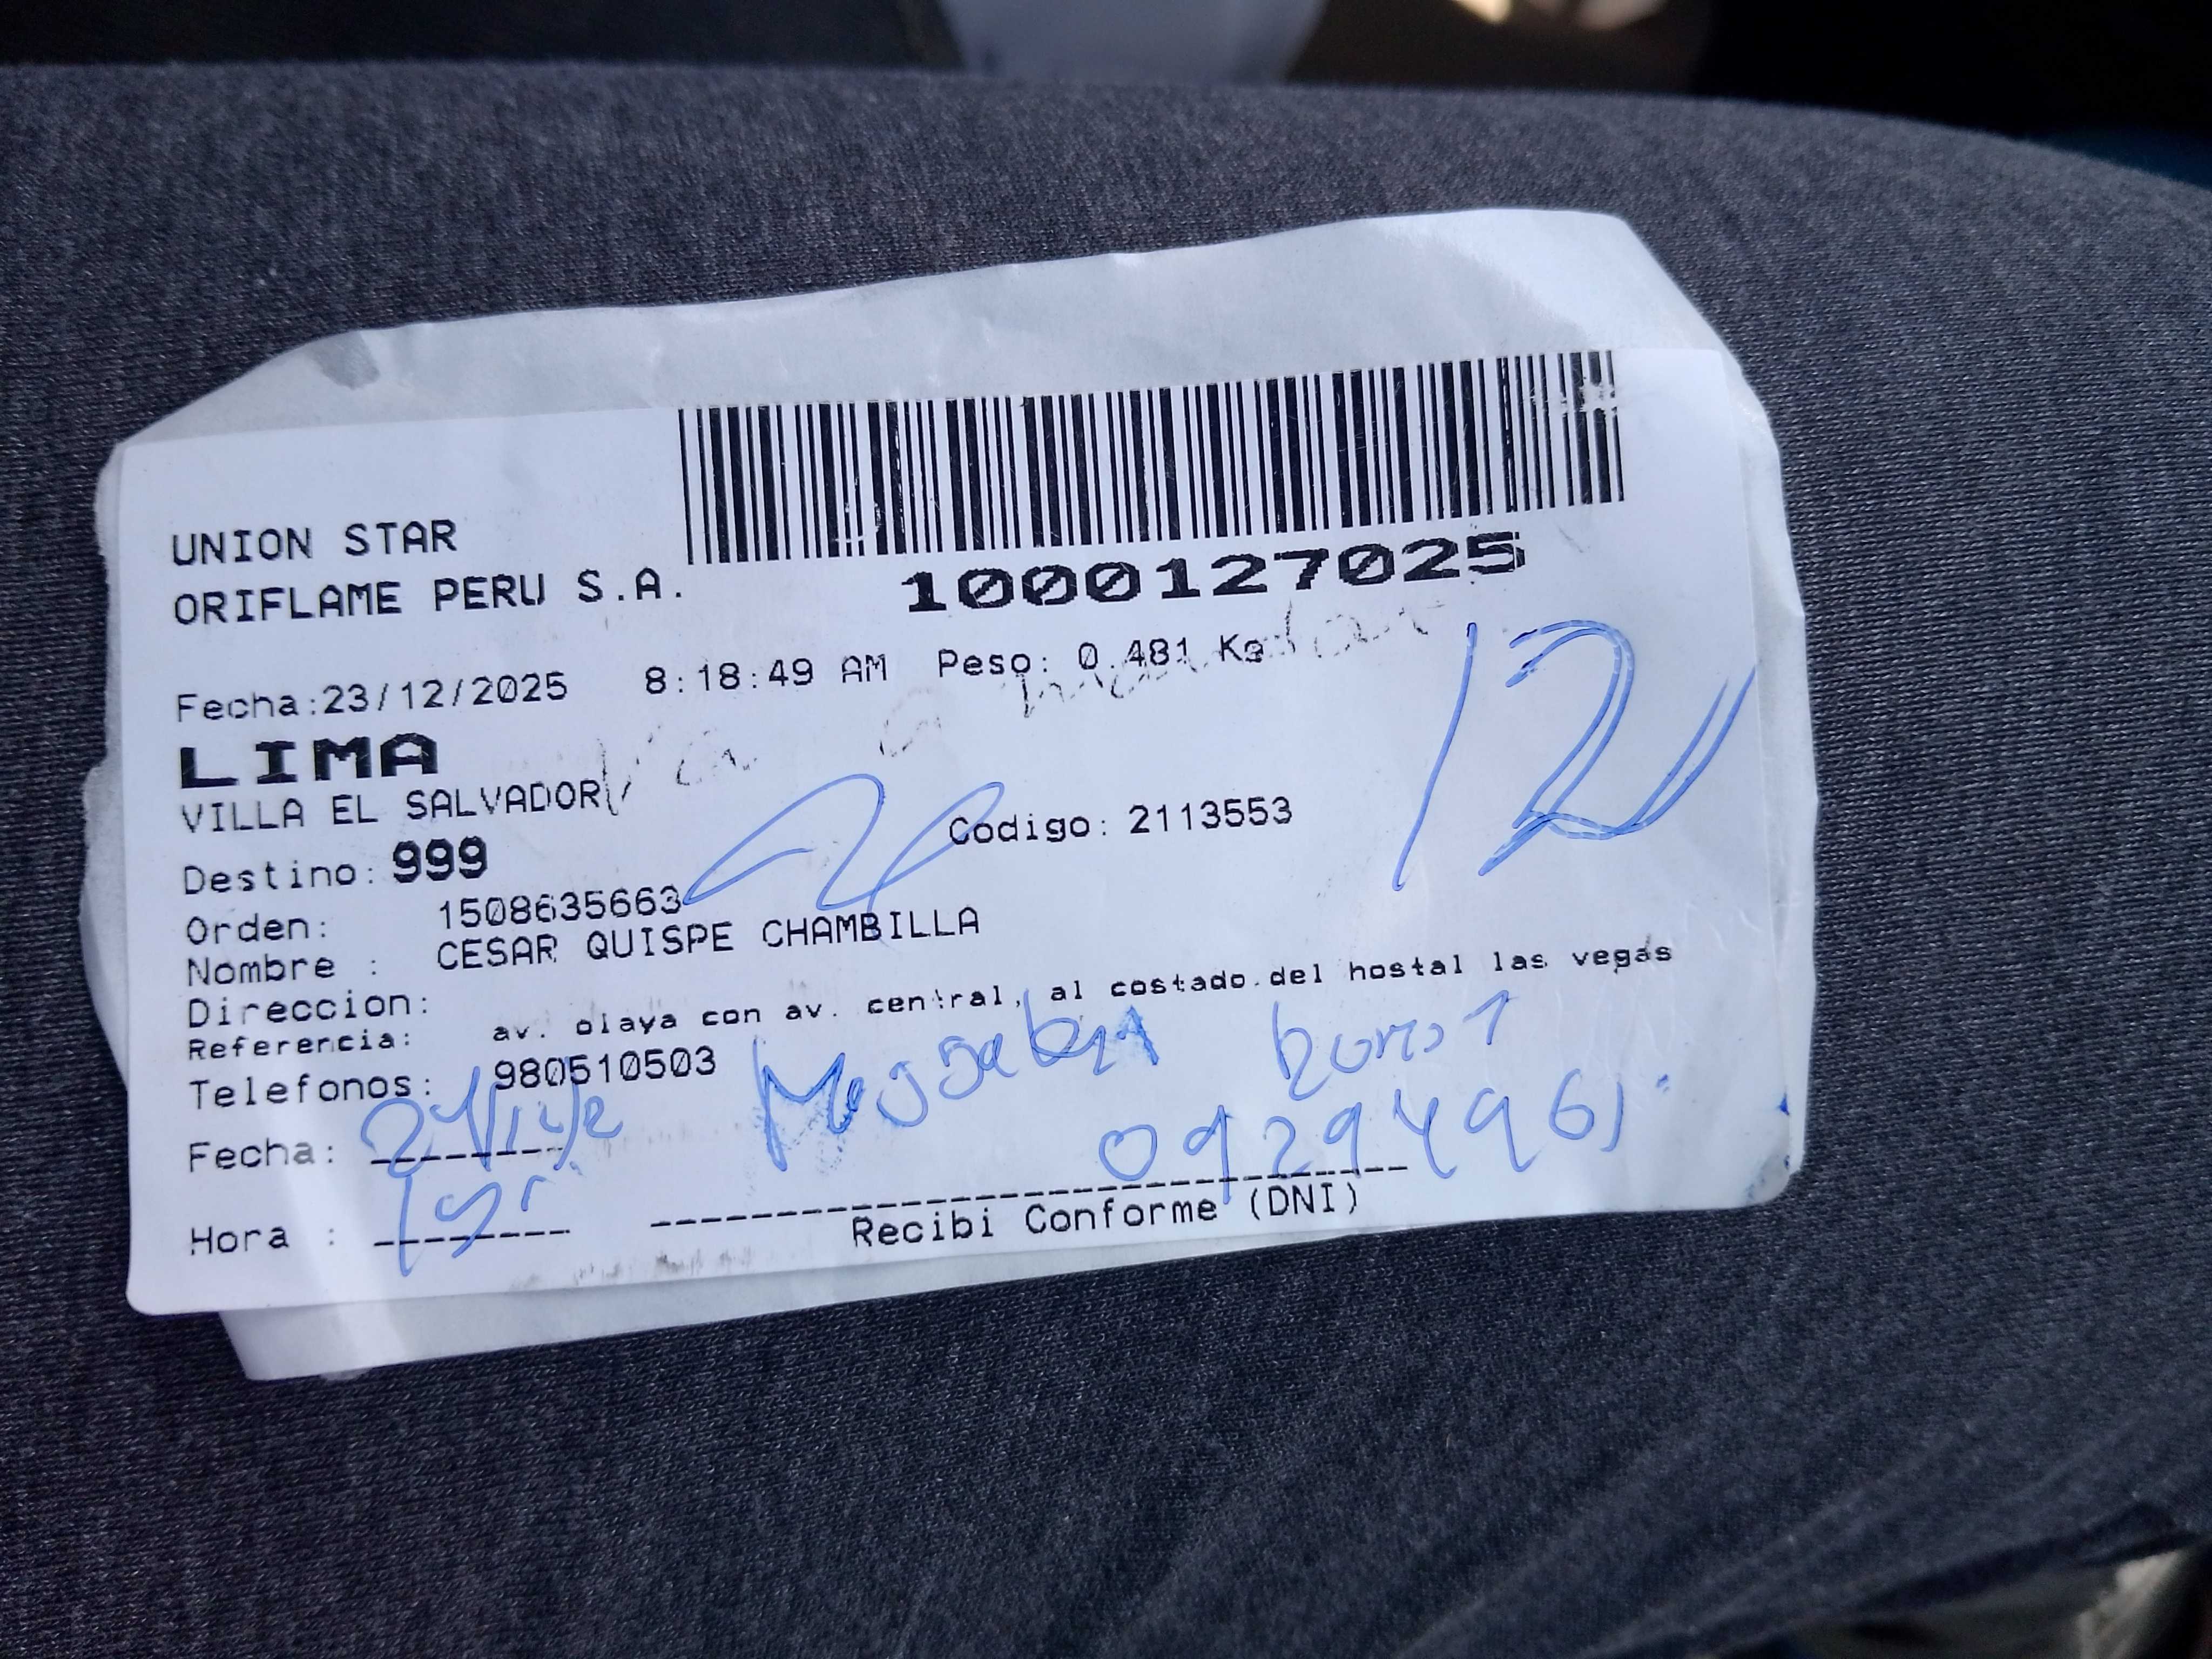 UNION STAR
ORIFLAME PERU S.A.
1000127025
Fecha:23/12/2025 8:18:49 AM Peso: 0.481 Kg
LIMA
VILLA EL SALVADOR
Va a
12
Destino: 999 Codigo: 2113553
Orden: 1508635663
Nombre : CESAR QUISPE CHAMBILLA
Direccion:
Referencia: av. olaya con av. central, al costado del hostal las vegas
Telefonos: 980510503
Fecha:
09294961
Hora :
Recibi Conforme (DNI)